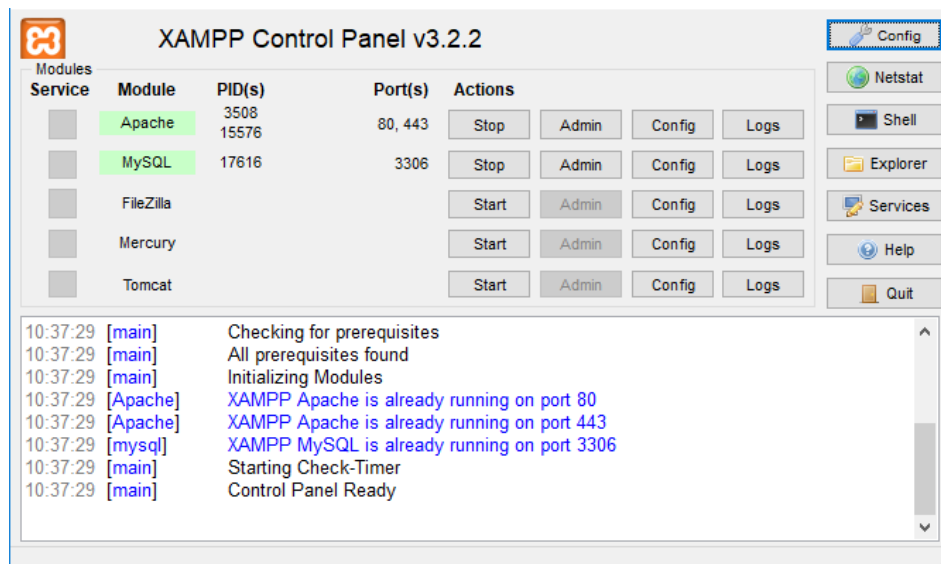 XAMPP Control Panel v3.2.2
Config
Modules
Service Module PID(s) Port(s) Actions
Netstat
Apache 3508 15576 80, 443 Stop Admin Config Logs
Shell
MySQL 17616 3306 Stop Admin Config Logs
Explorer
FileZilla Start Admin Config Logs
Services
Mercury Start Admin Config Logs
Help
Tomcat Start Admin Config Logs
Quit
10:37:29 [main] Checking for prerequisites
10:37:29 [main] All prerequisites found
10:37:29 [main] Initializing Modules
10:37:29 [Apache] XAMPP Apache is already running on port 80
10:37:29 [Apache] XAMPP Apache is already running on port 443
10:37:29 [mysql] XAMPP MySQL is already running on port 3306
10:37:29 [main] Starting Check-Timer
10:37:29 [main] Control Panel Ready